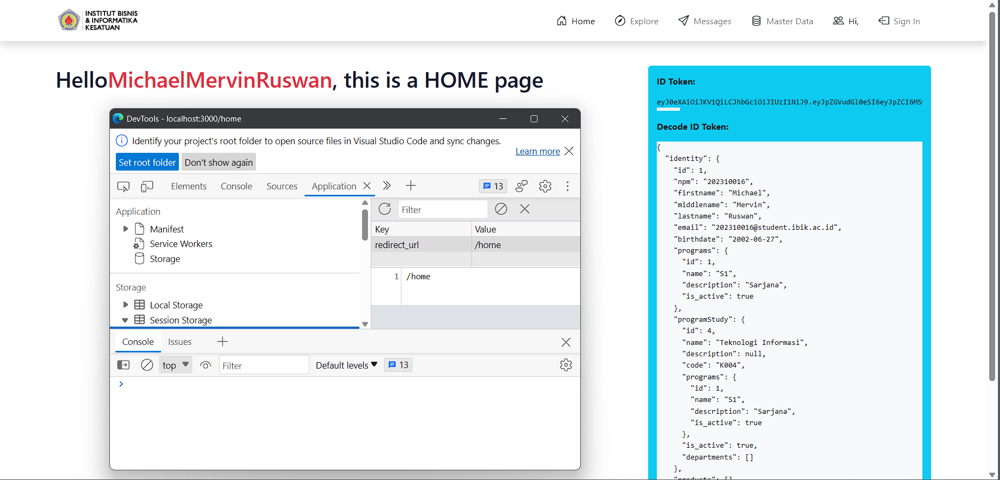 INSTITUT BISNIS
& INFORMATIKA
KESATUAN
Home
Explore
Messages
Master Data
Hi,
Sign In
HelloMichaelMervinRuswan, this is a HOME page
DevTools - localhost:3000/home
Identify your project's root folder to open source files in Visual Studio Code and sync changes.
Learn more
Set root folder
Don't show again
Elements
Console
Sources
Application
13
Application
Manifest
Service Workers
Storage
Storage
Local Storage
Session Storage
Filter
Key Value
redirect_url /home
1 /home
Console
Issues
top
Filter
Default levels
13
ID Token:
eyJ0eXAiOiJKV1QiLCJhbGciOiJIUzI1NiJ9.eyJpZGVudGl0eSI6eyJpZCI6MS
Decode ID Token:
{
"identity": {
"id": 1,
"npm": "202310016",
"firstname": "Michael",
"middlename": "Mervin",
"lastname": "Ruswan",
"email": "202310016@student.ibik.ac.id",
"birthdate": "2002-06-27",
"programs": {
"id": 1,
"name": "S1",
"description": "Sarjana",
"is_active": true
},
"programStudy": {
"id": 4,
"name": "Teknologi Informasi",
"description": null,
"code": "K004",
"programs": {
"id": 1,
"name": "S1",
"description": "Sarjana",
"is_active": true
},
"is_active": true,
"departments": []
},